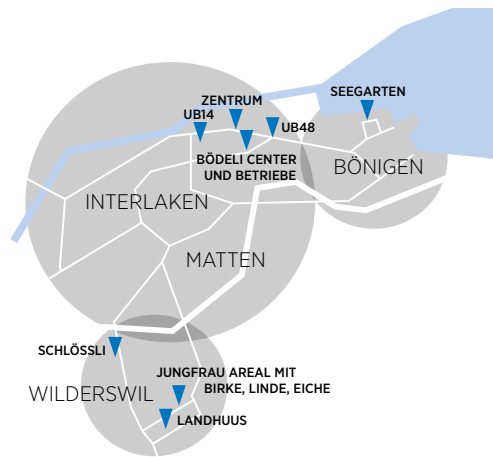 ZENTRUM
UB14
SEEGARTEN
UB48
BÖDELI CENTER
UND BETRIEBE
BÖNIGEN
INTERLAKEN
MATTEN
SCHLÖSSLI
JUNGFRAU AREAL MIT
BIRKE, LINDE, EICHE
WILDERSWIL
LANDHUUS